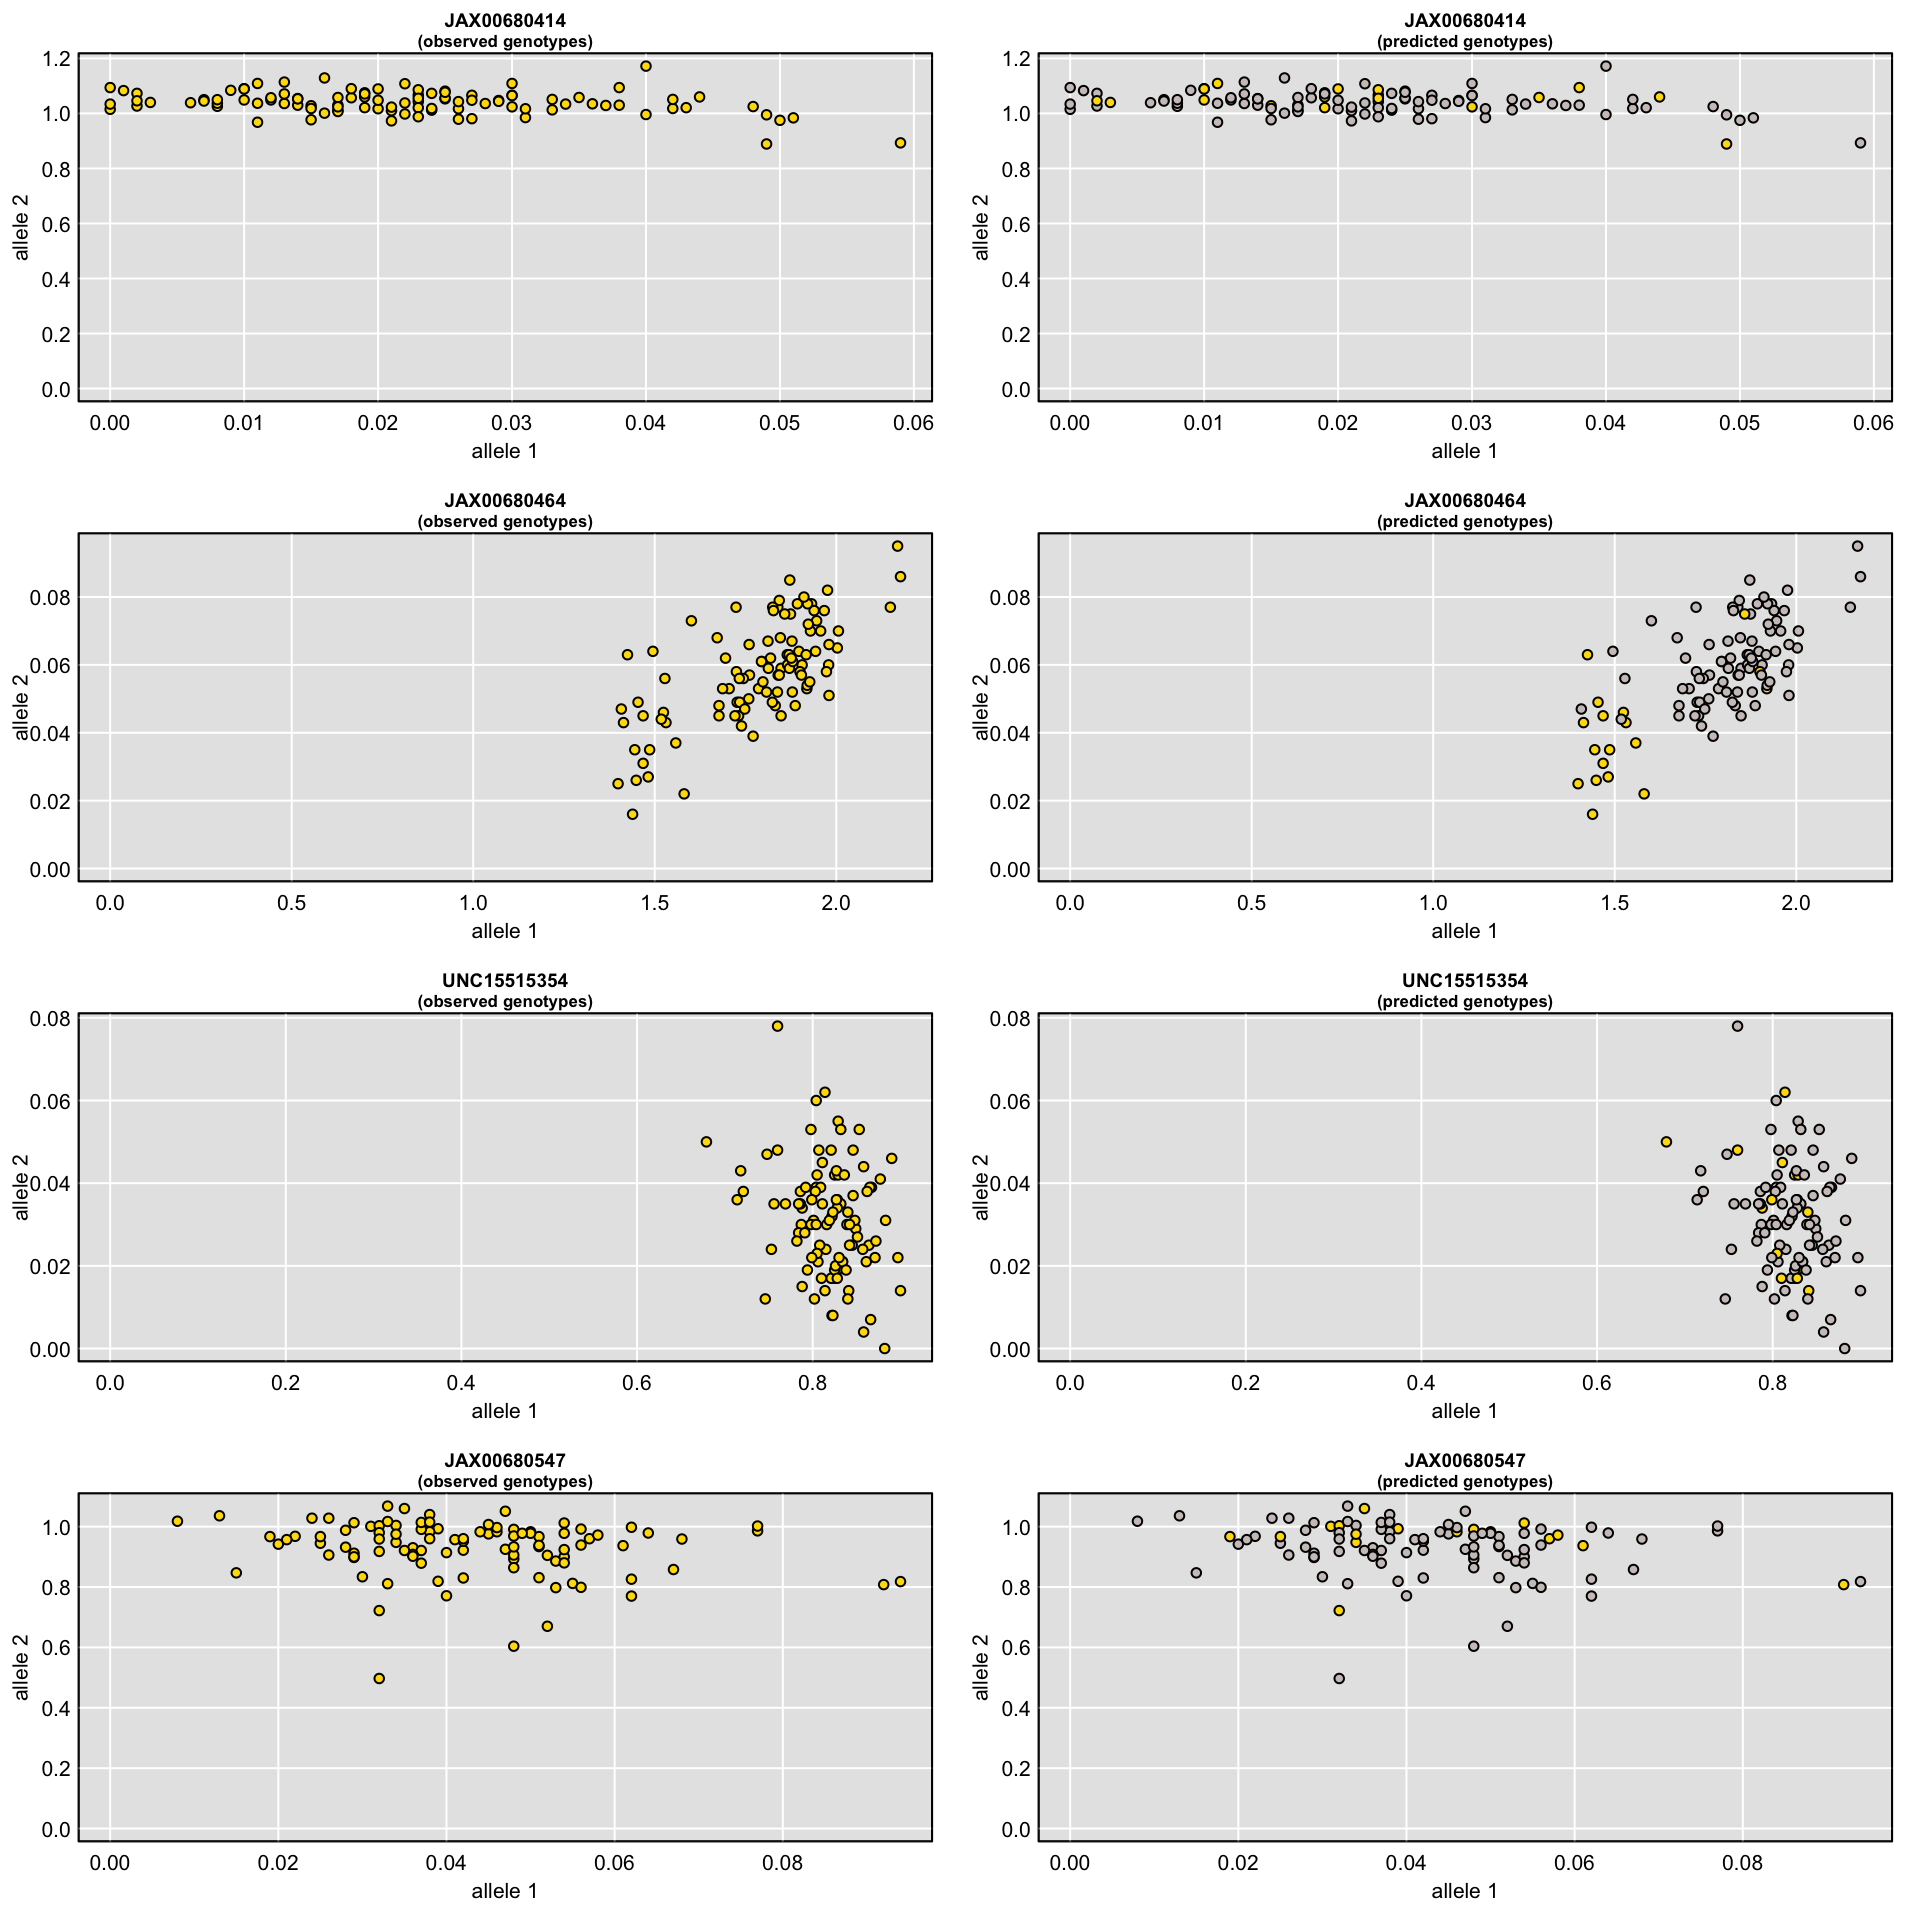 JAX00680414
(observed genotypes)
1.2
1.0
0.8
0.6
0.4
0.2
0.0
allele 2
0.00 0.01 0.02 0.03 0.04 0.05 0.06
allele 1
JAX00680414
(predicted genotypes)
1.2
1.0
0.8
0.6
0.4
0.2
0.0
allele 2
0.00 0.01 0.02 0.03 0.04 0.05 0.06
allele 1
JAX00680464
(observed genotypes)
0.08
0.06
0.04
0.02
0.00
allele 2
0.0 0.5 1.0 1.5 2.0
allele 1
JAX00680464
(predicted genotypes)
0.08
0.06
0.04
0.02
0.00
allele 2
0.0 0.5 1.0 1.5 2.0
allele 1
UNC15515354
(observed genotypes)
0.08
0.06
0.04
0.02
0.00
allele 2
0.0 0.2 0.4 0.6 0.8
allele 1
UNC15515354
(predicted genotypes)
0.08
0.06
0.04
0.02
0.00
allele 2
0.0 0.2 0.4 0.6 0.8
allele 1
JAX00680547
(observed genotypes)
1.0
0.8
0.6
0.4
0.2
0.0
allele 2
0.00 0.02 0.04 0.06 0.08
allele 1
JAX00680547
(predicted genotypes)
1.0
0.8
0.6
0.4
0.2
0.0
allele 2
0.00 0.02 0.04 0.06 0.08
allele 1